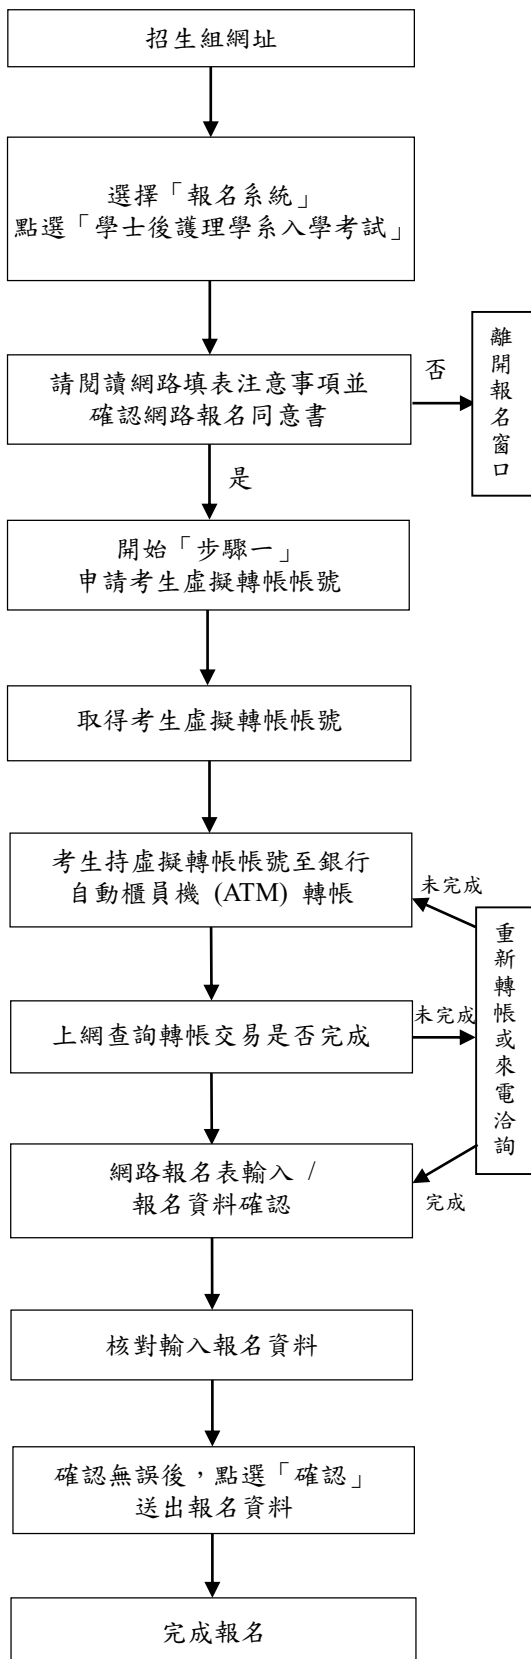 招生組網址
選擇「報名系統」
點選「學士後護理學系入學考試」
請閱讀網路填表注意事項並
確認網路報名同意書
否
離開報名窗口
是
開始「步驟一」
申請考生虛擬轉帳帳號
取得考生虛擬轉帳帳號
考生持虛擬轉帳帳號至銀行
自動櫃員機 (ATM) 轉帳
未完成
上網查詢轉帳交易是否完成
未完成
重新轉帳或來電洽詢
網路報名表輸入 /
報名資料確認
完成
核對輸入報名資料
確認無誤後，點選「確認」
送出報名資料
完成報名